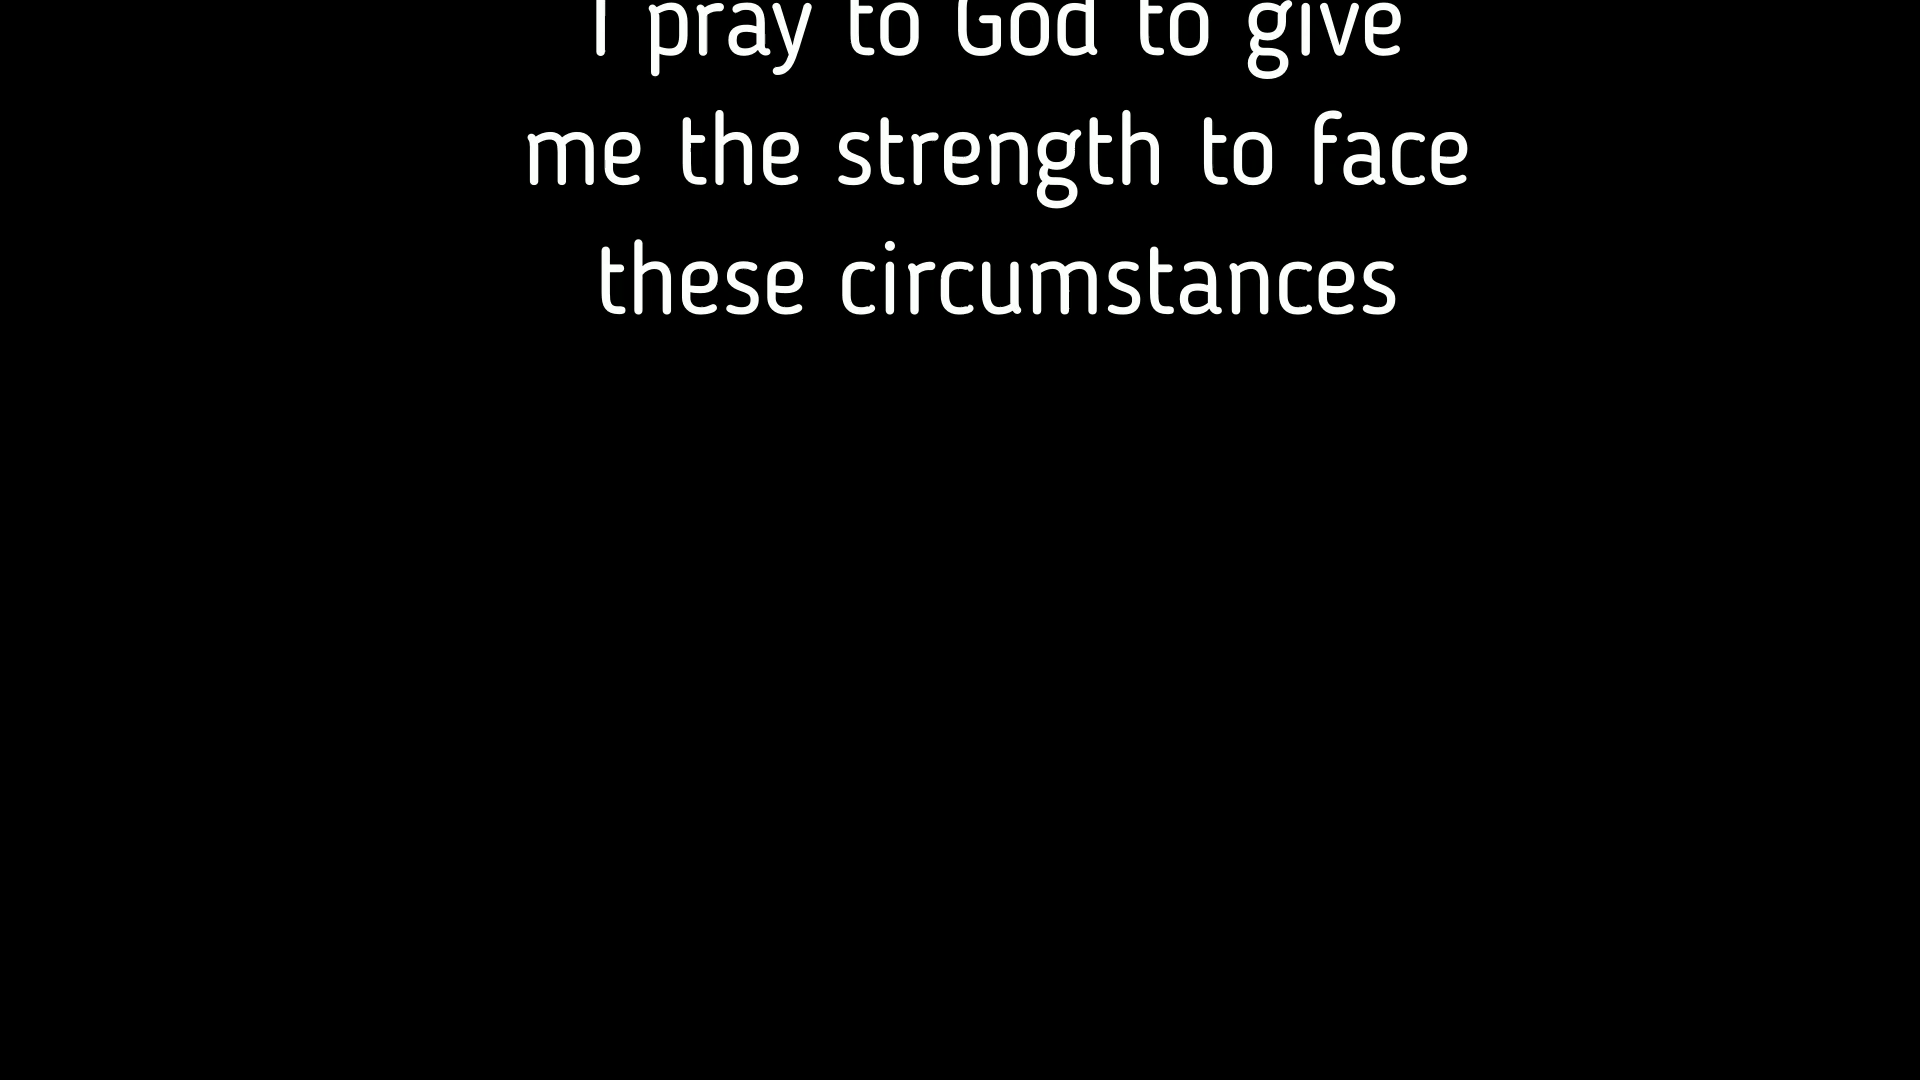 I pray to God to give
me the strength to face
these circumstances